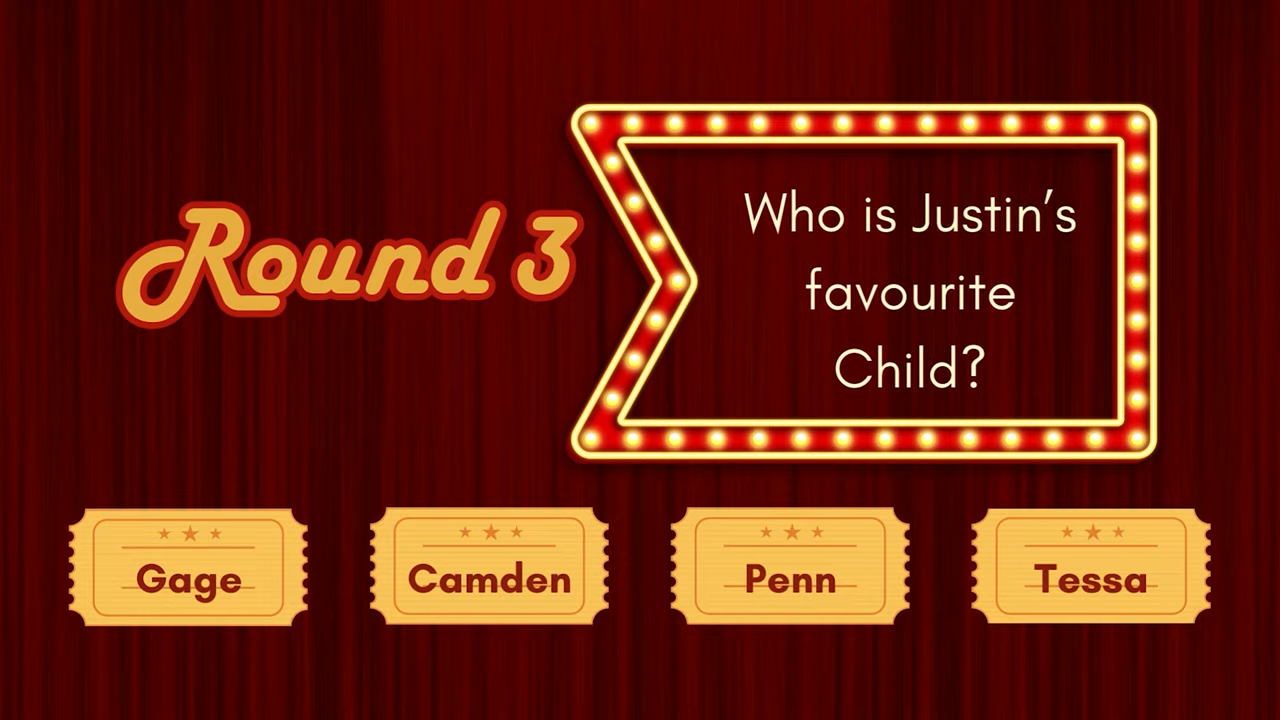 Round 3
Who is Justin’s
favourite
Child?
Gage
Camden
Penn
Tessa